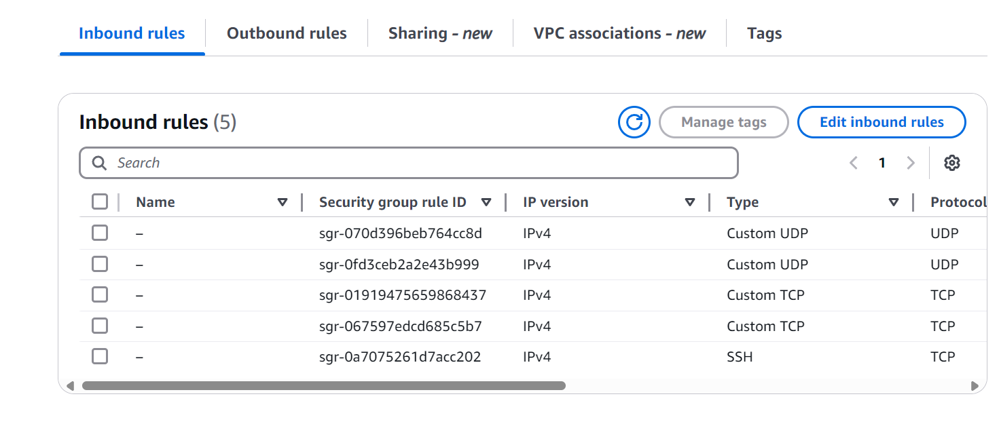 Inbound rules Outbound rules Sharing - new VPC associations - new Tags
Inbound rules (5) Manage tags Edit inbound rules
Search 1
Name Security group rule ID IP version Type Protocol
– sgr-070d396beb764cc8d IPv4 Custom UDP UDP
– sgr-0fd3ceb2a2e43b999 IPv4 Custom UDP UDP
– sgr-01919475659868437 IPv4 Custom TCP TCP
– sgr-067597edcd685c5b7 IPv4 Custom TCP TCP
– sgr-0a7075261d7acc202 IPv4 SSH TCP